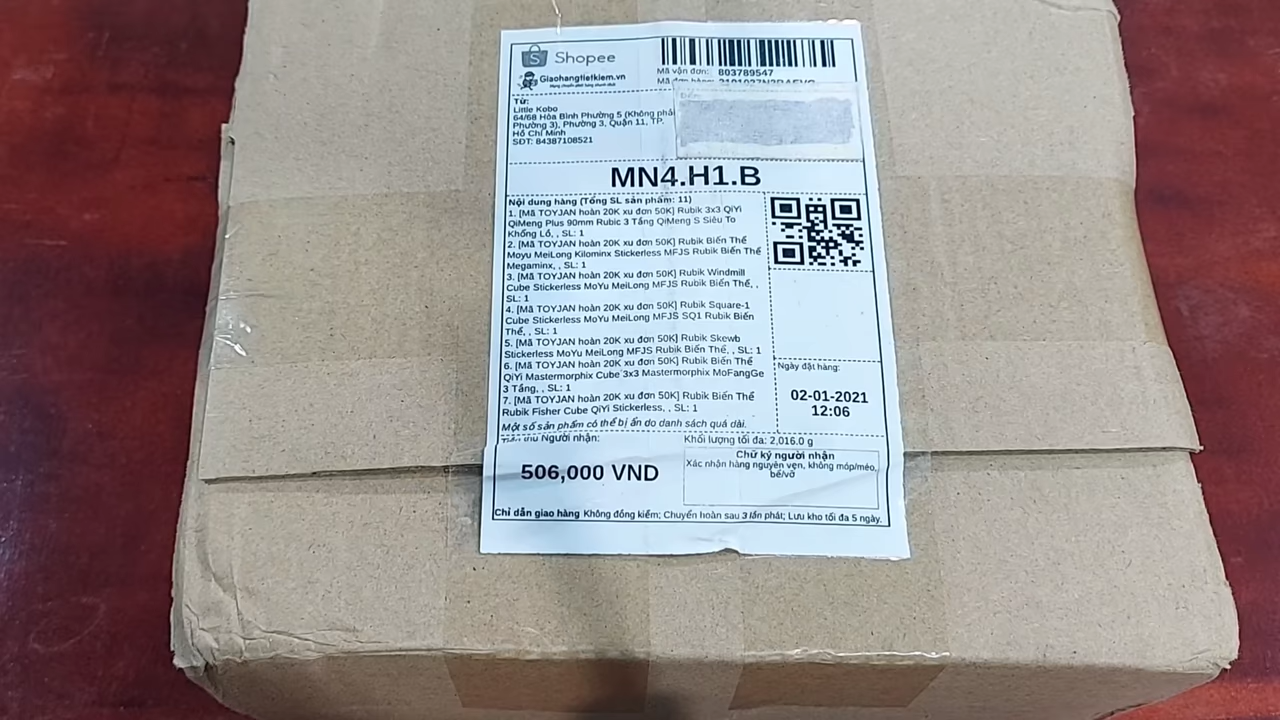 Shopee
Giaohangtietkiem.vn
Mã vận đơn: 803789547
Mã đơn hàng:
Từ:
Little Kobo
64/68 Hòa Bình Phường 5 (Không phải
Phường 3), Phường 3, Quận 11, TP.
Hồ Chí Minh
SĐT: 84387108521
MN4.H1.B
Nội dung hàng (Tổng SL sản phẩm: 11)
1. [Mã TOYJAN hoàn 20K xu đơn 50K] Rubik 3x3 QiYi
QiMeng Plus 90mm Rubic 3 Tầng QiMeng S Siêu To
Khổng Lồ, , SL: 1
2. [Mã TOYJAN hoàn 20K xu đơn 50K] Rubik Biến Thể
Moyu MeiLong Kilominx Stickerless MFJS Rubik Biến Thể
Megaminx, , SL: 1
3. [Mã TOYJAN hoàn 20K xu đơn 50K] Rubik Windmill
Cube Stickerless MoYu MeiLong MFJS Rubik Biến Thể, ,
SL: 1
4. [Mã TOYJAN hoàn 20K xu đơn 50K] Rubik Square-1
Cube Stickerless MoYu MeiLong MFJS SQ1 Rubik Biến
Thể, , SL: 1
5. [Mã TOYJAN hoàn 20K xu đơn 50K] Rubik Skewb
Stickerless MoYu MeiLong MFJS Rubik Biến Thể, , SL: 1
6. [Mã TOYJAN hoàn 20K xu đơn 50K] Rubik Biến Thể
QiYi Mastermorphix Cube 3x3 Mastermorphix MoFangGe
3 Tầng, , SL: 1
7. [Mã TOYJAN hoàn 20K xu đơn 50K] Rubik Biến Thể
Rubik Fisher Cube QiYi Stickerless, , SL: 1
Một số sản phẩm có thể bị ẩn do danh sách quá dài.
Ngày đặt hàng:
02-01-2021
12:06
Tiền thu Người nhận:
506,000 VND
Khối lượng tối đa: 2,016.0 g
Chữ ký người nhận
Xác nhận hàng nguyên vẹn, không móp/méo,
bể/vỡ
Chỉ dẫn giao hàng Không đồng kiểm; Chuyển hoàn sau 3 lần phát; Lưu kho tối đa 5 ngày.